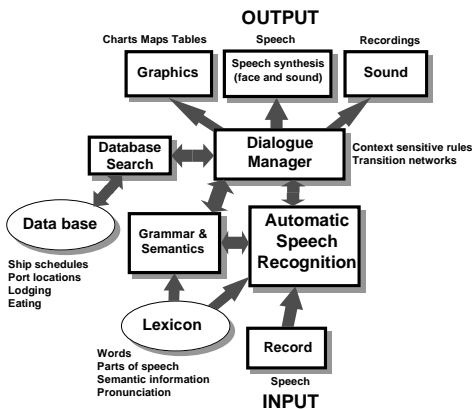 OUTPUT
Charts Maps Tables
Speech
Recordings
Graphics
Speech synthesis
(face and sound)
Sound
Database
Search
Dialogue
Manager
Context sensitive rules
Transition networks
Data base
Ship schedules
Port locations
Lodging
Eating
Grammar &
Semantics
Automatic
Speech
Recognition
Lexicon
Words
Parts of speech
Semantic information
Pronunciation
Record
Speech
INPUT